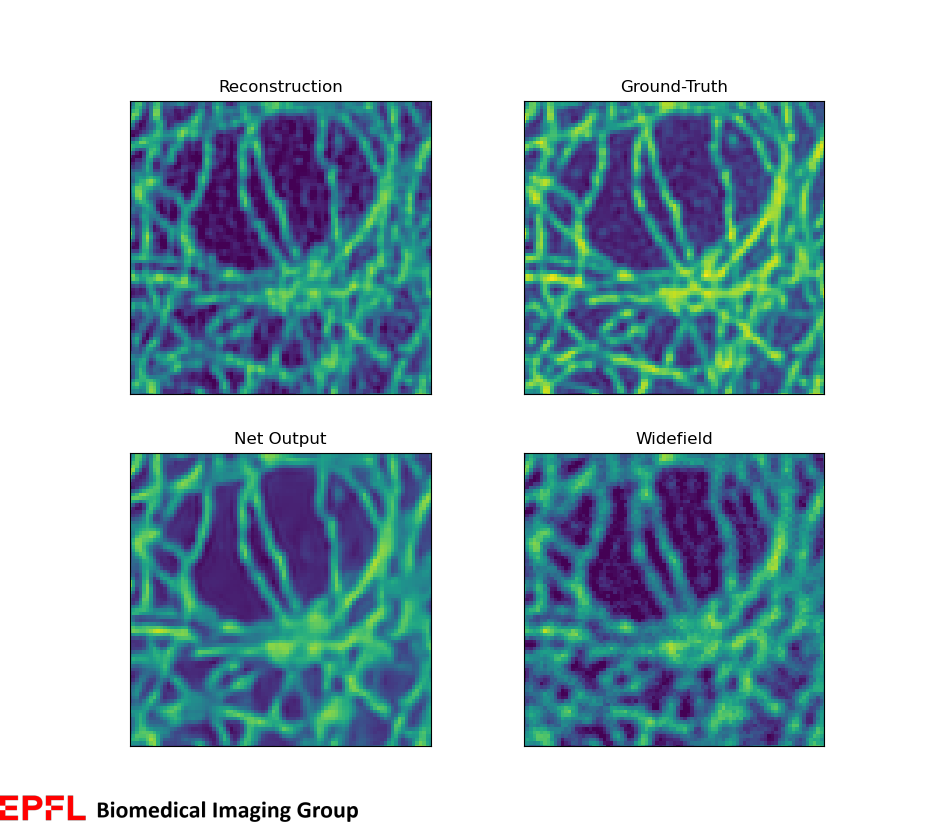 Reconstruction
Ground-Truth
Net Output
Widefield
EPFL Biomedical Imaging Group